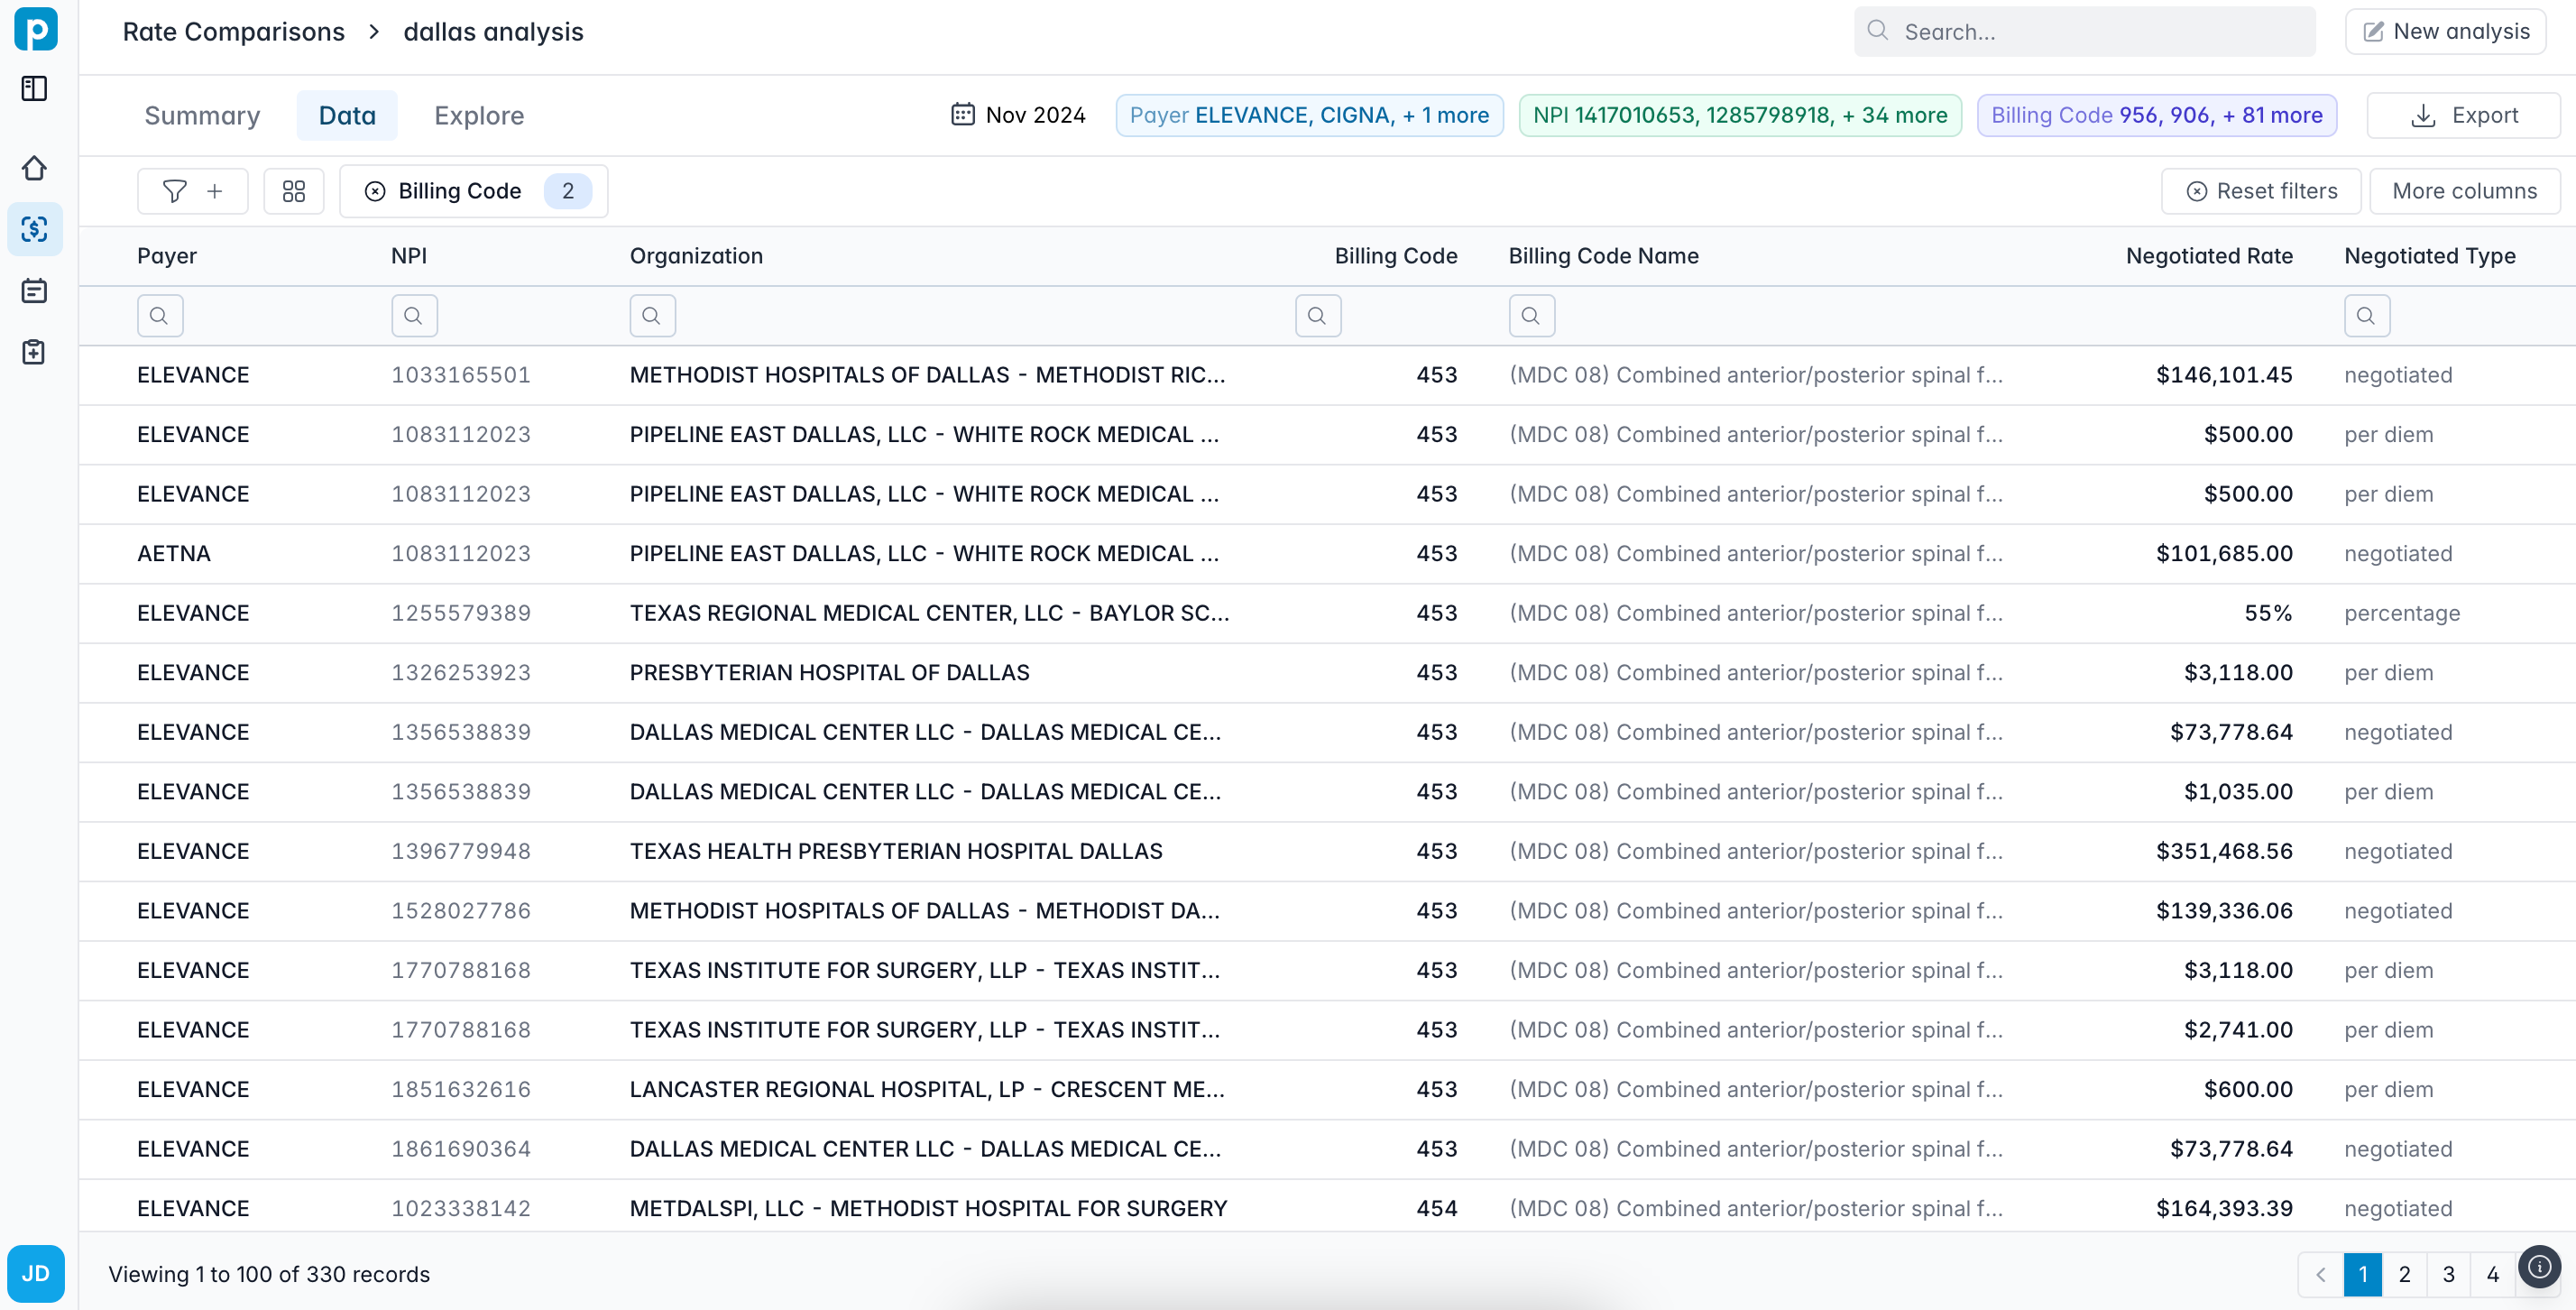 p
Rate Comparisons > dallas analysis
Search...
New analysis
Summary Data Explore Nov 2024 Payer ELEVANCE, CIGNA, + 1 more NPI 1417010653, 1285798918, + 34 more Billing Code 956, 906, + 81 more Export
Billing Code 2 Reset filters More columns
Payer NPI Organization Billing Code Billing Code Name Negotiated Rate Negotiated Type
ELEVANCE 1033165501 METHODIST HOSPITALS OF DALLAS - METHODIST RIC... 453 (MDC 08) Combined anterior/posterior spinal f... $146,101.45 negotiated
ELEVANCE 1083112023 PIPELINE EAST DALLAS, LLC - WHITE ROCK MEDICAL ... 453 (MDC 08) Combined anterior/posterior spinal f... $500.00 per diem
ELEVANCE 1083112023 PIPELINE EAST DALLAS, LLC - WHITE ROCK MEDICAL ... 453 (MDC 08) Combined anterior/posterior spinal f... $500.00 per diem
AETNA 1083112023 PIPELINE EAST DALLAS, LLC - WHITE ROCK MEDICAL ... 453 (MDC 08) Combined anterior/posterior spinal f... $101,685.00 negotiated
ELEVANCE 1255579389 TEXAS REGIONAL MEDICAL CENTER, LLC - BAYLOR SC... 453 (MDC 08) Combined anterior/posterior spinal f... 55% percentage
ELEVANCE 1326253923 PRESBYTERIAN HOSPITAL OF DALLAS 453 (MDC 08) Combined anterior/posterior spinal f... $3,118.00 per diem
ELEVANCE 1356538839 DALLAS MEDICAL CENTER LLC - DALLAS MEDICAL CE... 453 (MDC 08) Combined anterior/posterior spinal f... $73,778.64 negotiated
ELEVANCE 1356538839 DALLAS MEDICAL CENTER LLC - DALLAS MEDICAL CE... 453 (MDC 08) Combined anterior/posterior spinal f... $1,035.00 per diem
ELEVANCE 1396779948 TEXAS HEALTH PRESBYTERIAN HOSPITAL DALLAS 453 (MDC 08) Combined anterior/posterior spinal f... $351,468.56 negotiated
ELEVANCE 1528027786 METHODIST HOSPITALS OF DALLAS - METHODIST DA... 453 (MDC 08) Combined anterior/posterior spinal f... $139,336.06 negotiated
ELEVANCE 1770788168 TEXAS INSTITUTE FOR SURGERY, LLP - TEXAS INSTIT... 453 (MDC 08) Combined anterior/posterior spinal f... $3,118.00 per diem
ELEVANCE 1770788168 TEXAS INSTITUTE FOR SURGERY, LLP - TEXAS INSTIT... 453 (MDC 08) Combined anterior/posterior spinal f... $2,741.00 per diem
ELEVANCE 1851632616 LANCASTER REGIONAL HOSPITAL, LP - CRESCENT ME... 453 (MDC 08) Combined anterior/posterior spinal f... $600.00 per diem
ELEVANCE 1861690364 DALLAS MEDICAL CENTER LLC - DALLAS MEDICAL CE... 453 (MDC 08) Combined anterior/posterior spinal f... $73,778.64 negotiated
ELEVANCE 1023338142 METDALSPI, LLC - METHODIST HOSPITAL FOR SURGERY 454 (MDC 08) Combined anterior/posterior spinal f... $164,393.39 negotiated
JD Viewing 1 to 100 of 330 records 1 2 3 4